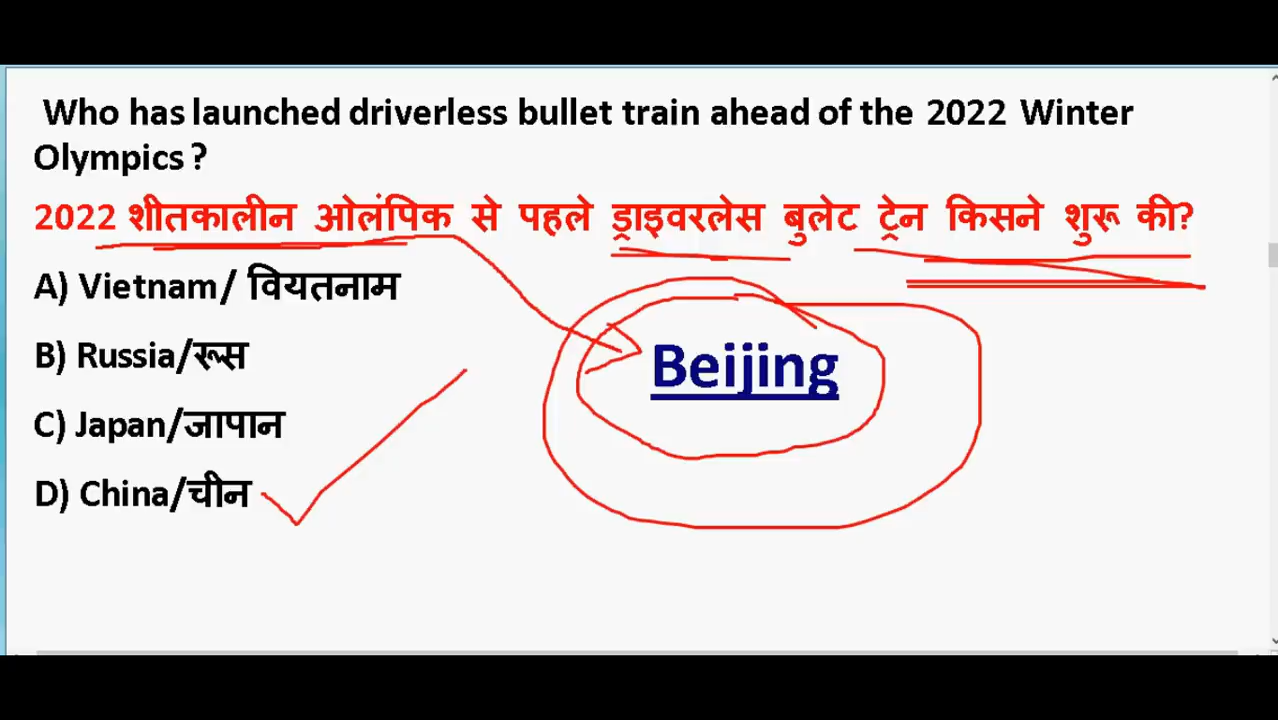 Who has launched driverless bullet train ahead of the 2022 Winter
Olympics ?
2022 शीतकालीन ओलंपिक से पहले ड्राइवरलेस बुलेट ट्रेन किसने शुरू की?
A) Vietnam/ वियतनाम
B) Russia/रूस
Beijing
C) Japan/जापान
D) China/चीन